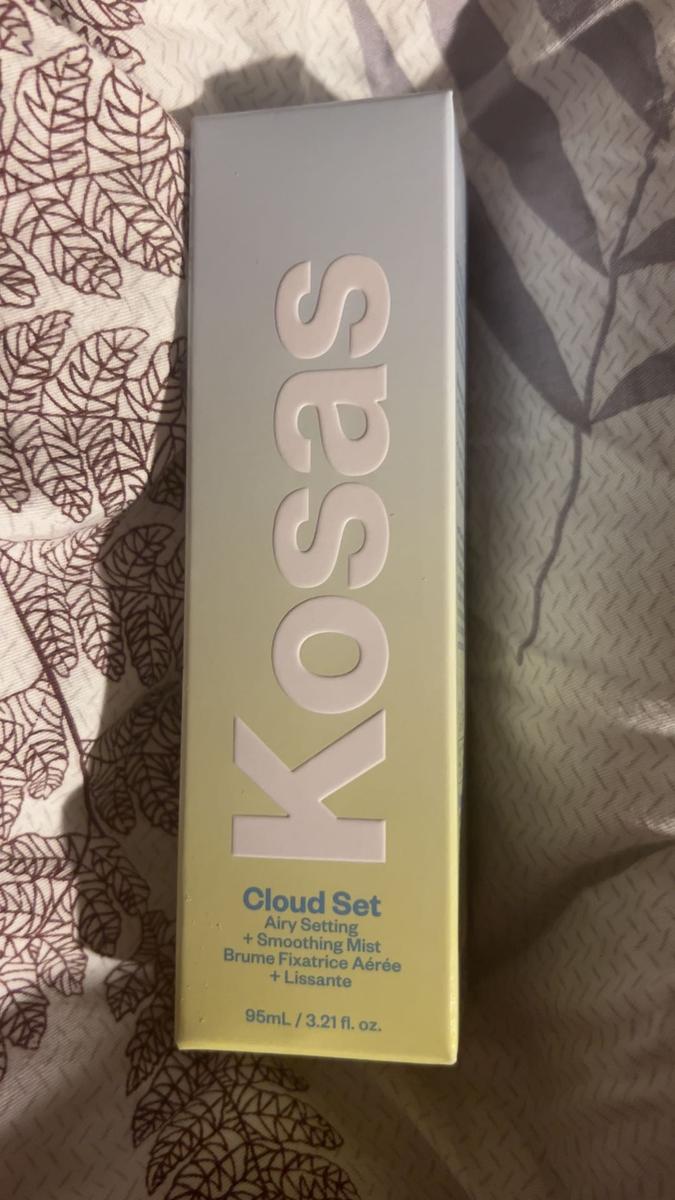 Kosas
Cloud Set
Airy Setting
+ Smoothing Mist
Brume Fixatrice Aérée
+ Lissante
95mL / 3.21 fl. oz.